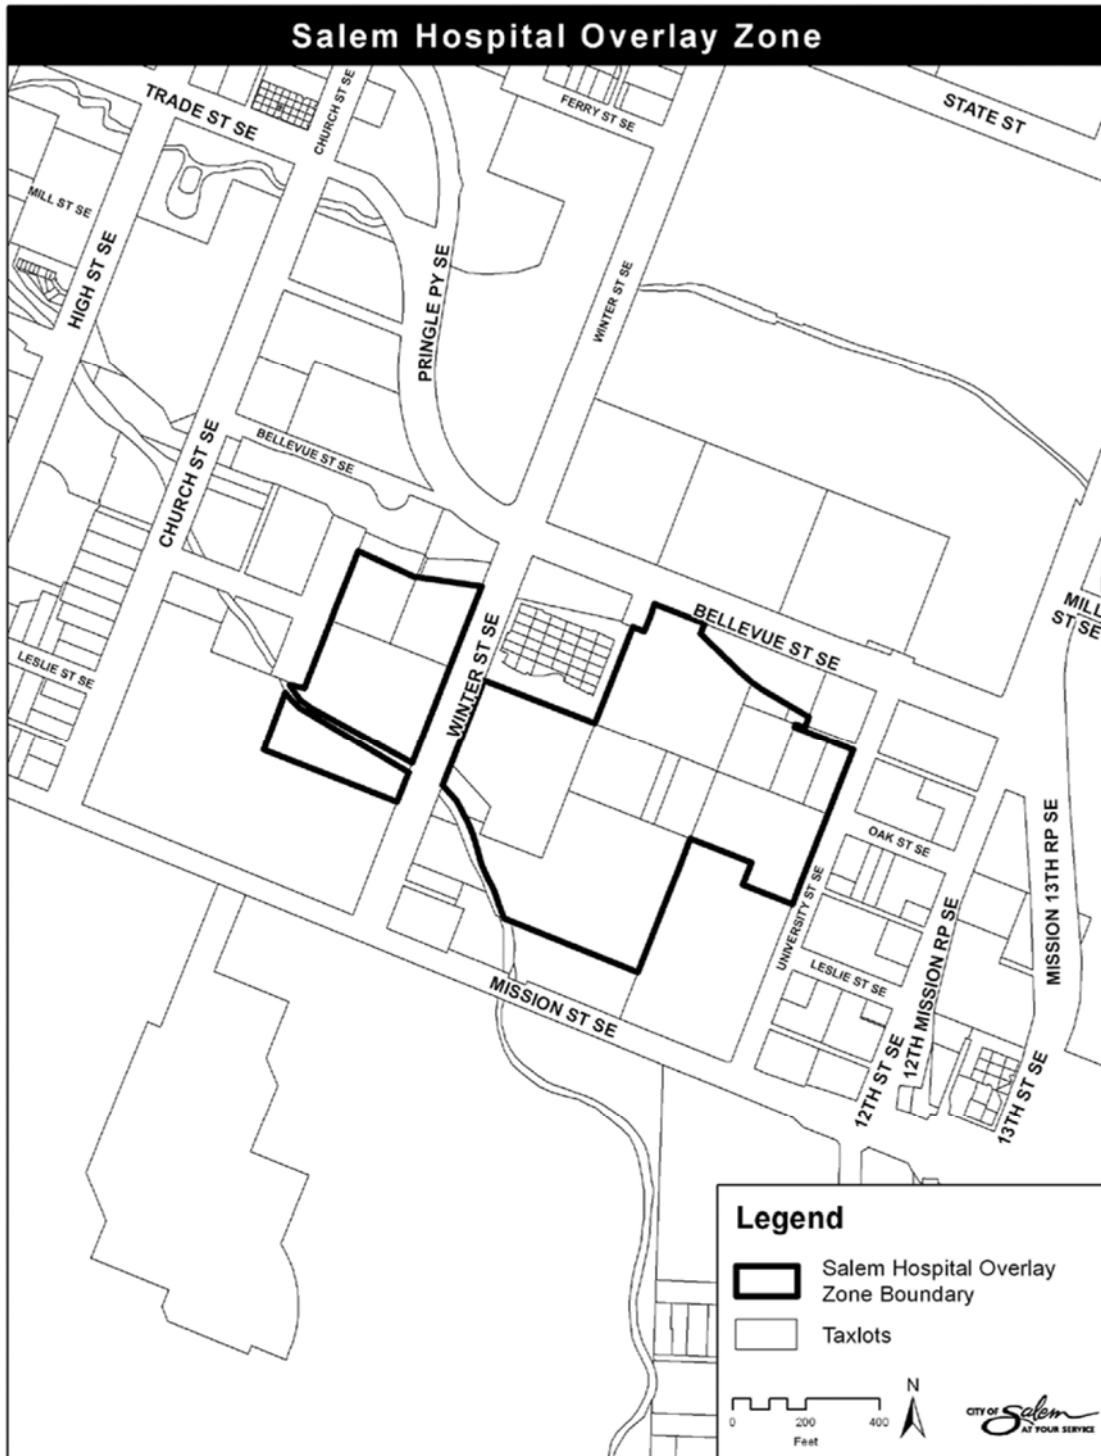 Salem Hospital Overlay Zone
TRADE ST SE
CHURCH ST SE
FERRY ST SE
STATE ST
MILL ST SE
HIGH ST SE
PRINGLE PY SE
WINTER ST SE
BELLEVUE ST SE
CHURCH ST SE
LESLIE ST SE
WINTER ST SE
BELLEVUE ST SE
MILL
ST SE
OAK ST SE
UNIVERSITY ST SE
LESLIE ST SE
12TH MISSION RP SE
MISSION 13TH RP SE
MISSION ST SE
12TH ST SE
13TH ST SE
Legend
Salem Hospital Overlay
Zone Boundary
Taxlots
N
0 200 400
Feet
CITY OF Salem
AT YOUR SERVICE